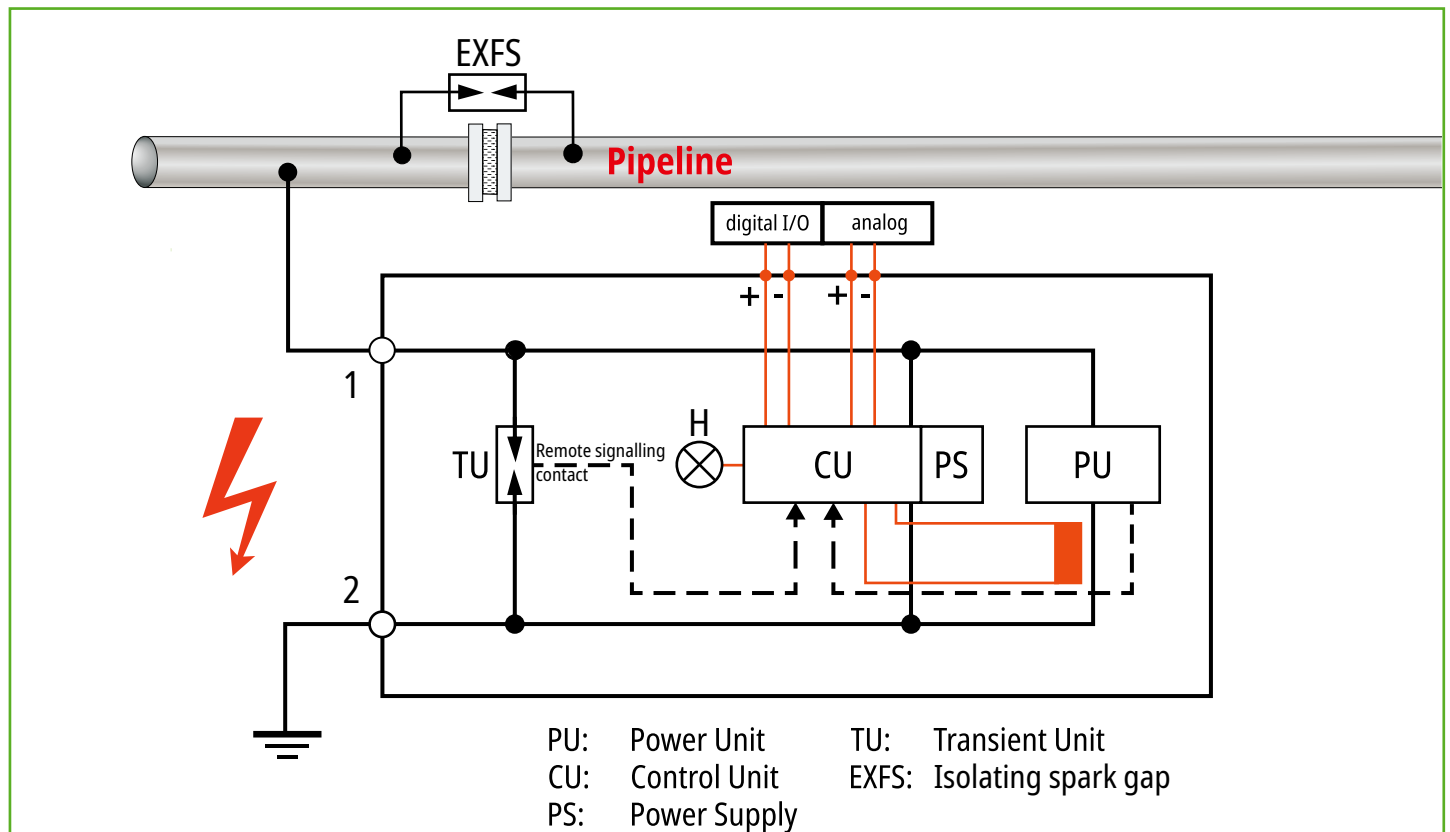 EXFS
Pipeline
digital I/O analog
+ - + -
1
H
TU
Remote signalling
contact
CU PS PU
2
PU: Power Unit TU: Transient Unit
CU: Control Unit EXFS: Isolating spark gap
PS: Power Supply